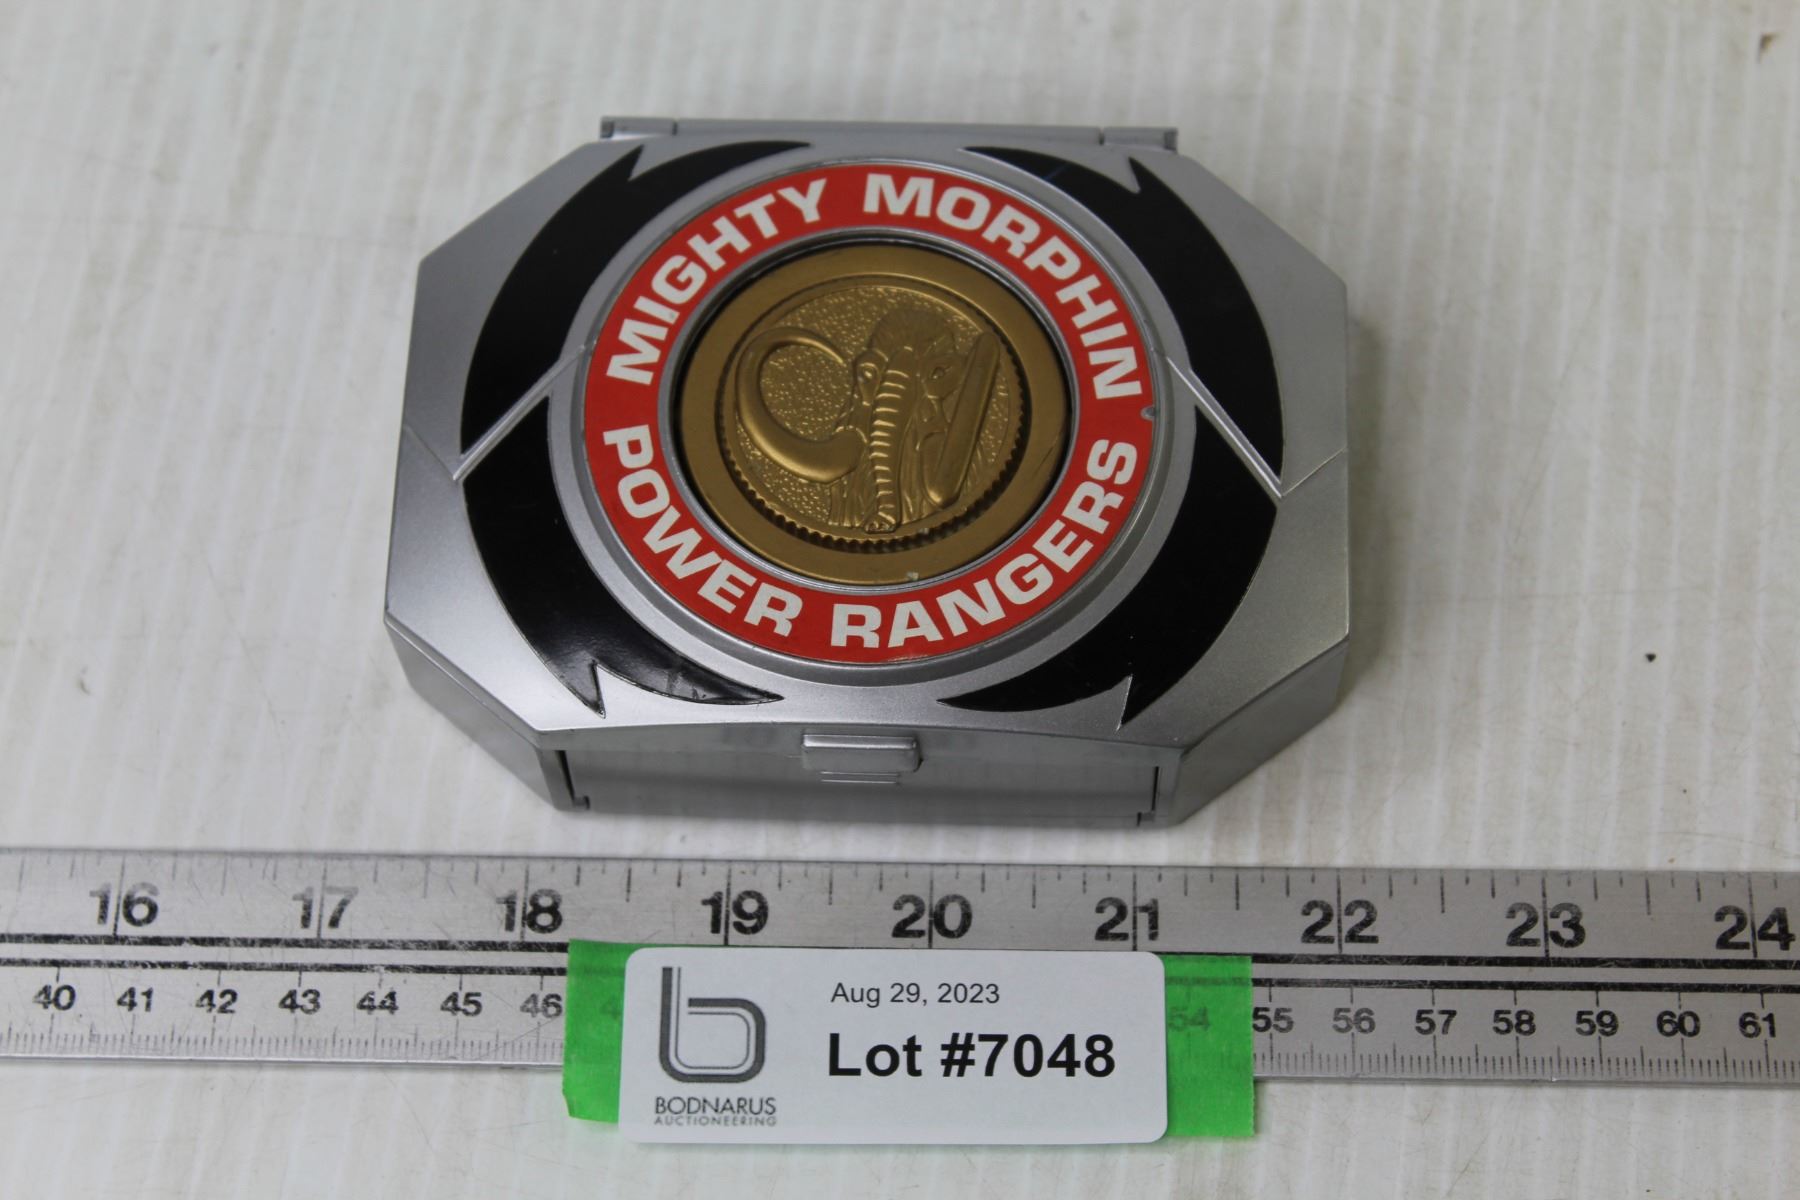 MIGHTY MORPHIN
POWER RANGERS
16 17 18 19 20 21 22 23 24
40 41 42 43 44 45 46 4 54 55 56 57 58 59 60 61
Aug 29, 2023
Lot #7048
BODNARUS
AUCTIONEERING